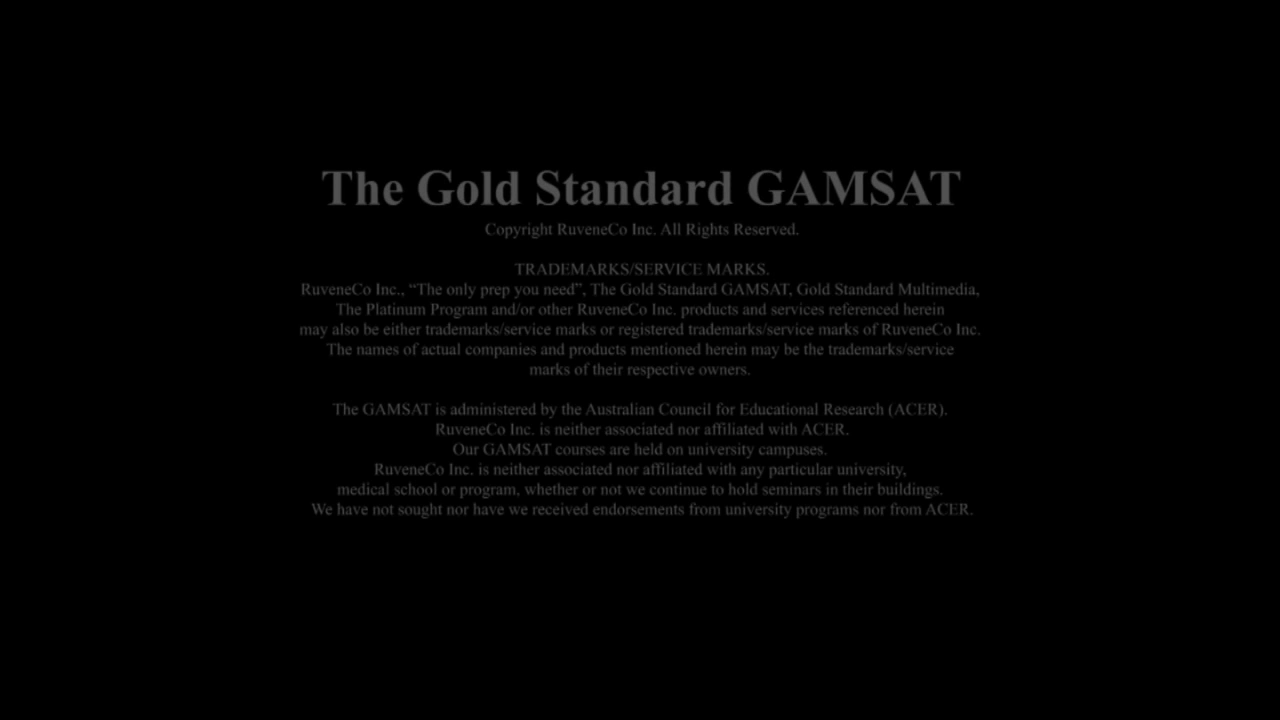 The Gold Standard GAMSAT
Copyright RuveneCo Inc. All Rights Reserved.
TRADEMARKS/SERVICE MARKS.
RuveneCo Inc., “The only prep you need”, The Gold Standard GAMSAT, Gold Standard Multimedia,
The Platinum Program and/or other RuveneCo Inc. products and services referenced herein
may also be either trademarks/service marks or registered trademarks/service marks of RuveneCo Inc.
The names of actual companies and products mentioned herein may be the trademarks/service
marks of their respective owners.
The GAMSAT is administered by the Australian Council for Educational Research (ACER).
RuveneCo Inc. is neither associated nor affiliated with ACER.
Our GAMSAT courses are held on university campuses.
RuveneCo Inc. is neither associated nor affiliated with any particular university,
medical school or program, whether or not we continue to hold seminars in their buildings.
We have not sought nor have we received endorsements from university programs nor from ACER.